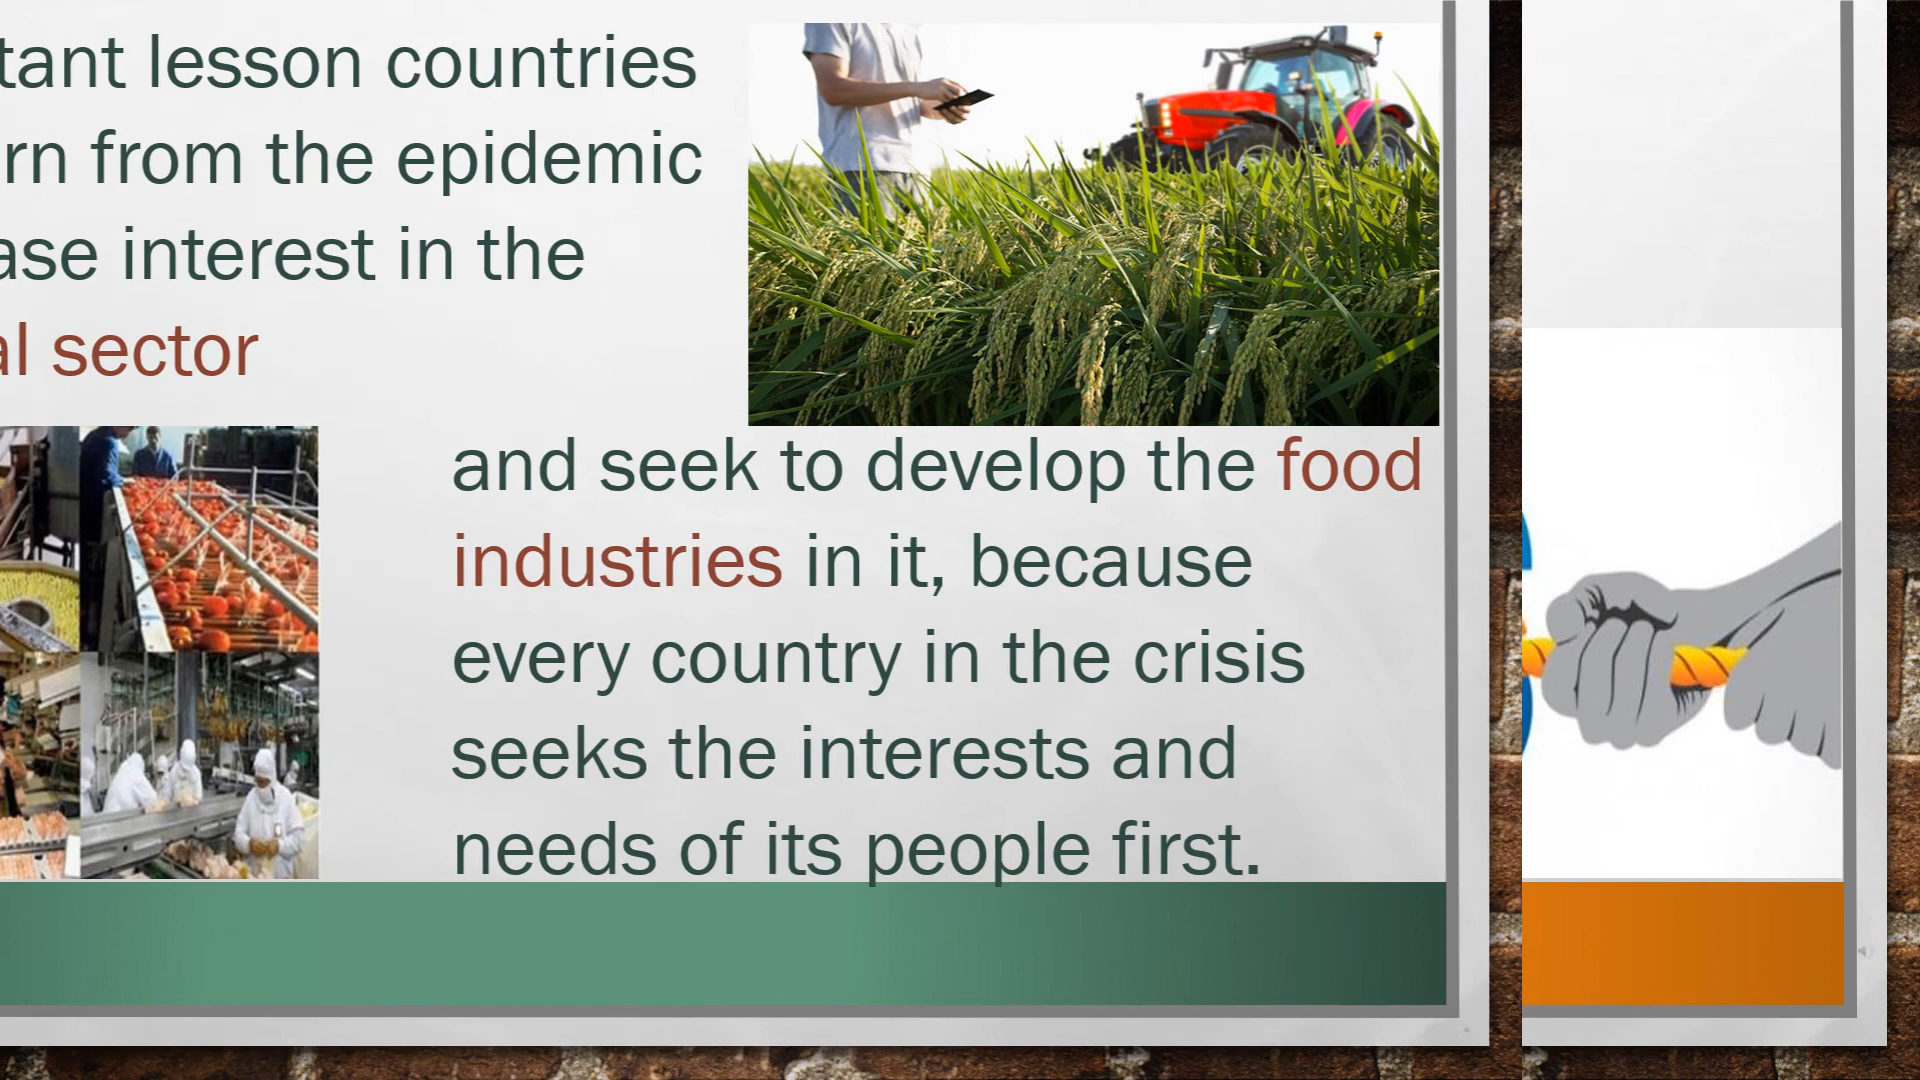 tant lesson countries
rn from the epidemic
ase interest in the
al sector
and seek to develop the food
industries in it, because
every country in the crisis
seeks the interests and
needs of its people first.